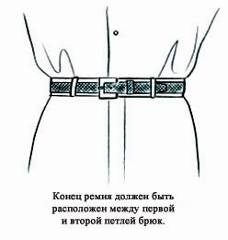 Конец ремня должен быть
расположен между первой
и второй петлей брюк.